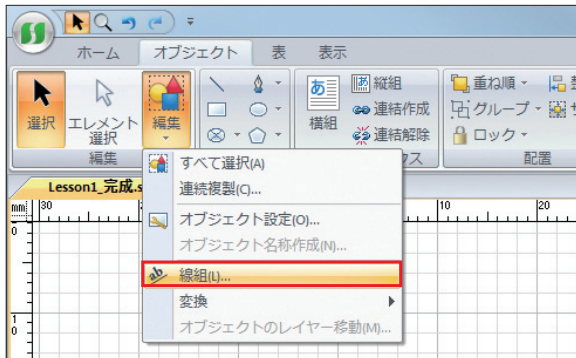 ホーム オブジェクト 表 表示
選択 エレメント選択 編集 横組 縦組 連結作成 連結解除 重ね順 グループ ロック
編集 配置
Lesson1_完成.s
すべて選択(A)
連続複製(C)...
オブジェクト設定(O)...
オブジェクト名称作成(N)...
線組(L)...
変換
オブジェクトのレイヤー移動(M)...
mm 30 10 20
0
10